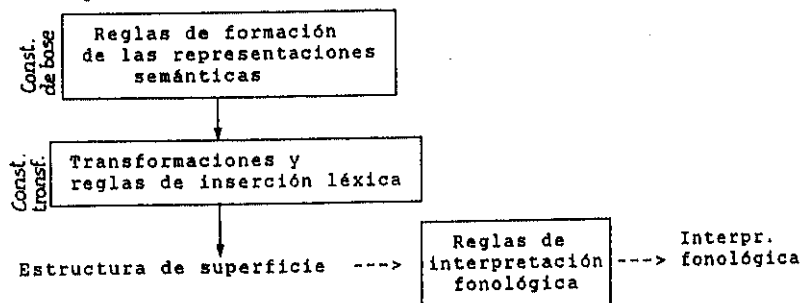 Const.
de base
Reglas de formación
de las representaciones
semánticas
Const.
transf.
Transformaciones y
reglas de inserción léxica
Estructura de superficie --->
Reglas de
interpretación
fonológica
---> Interpr.
fonológica